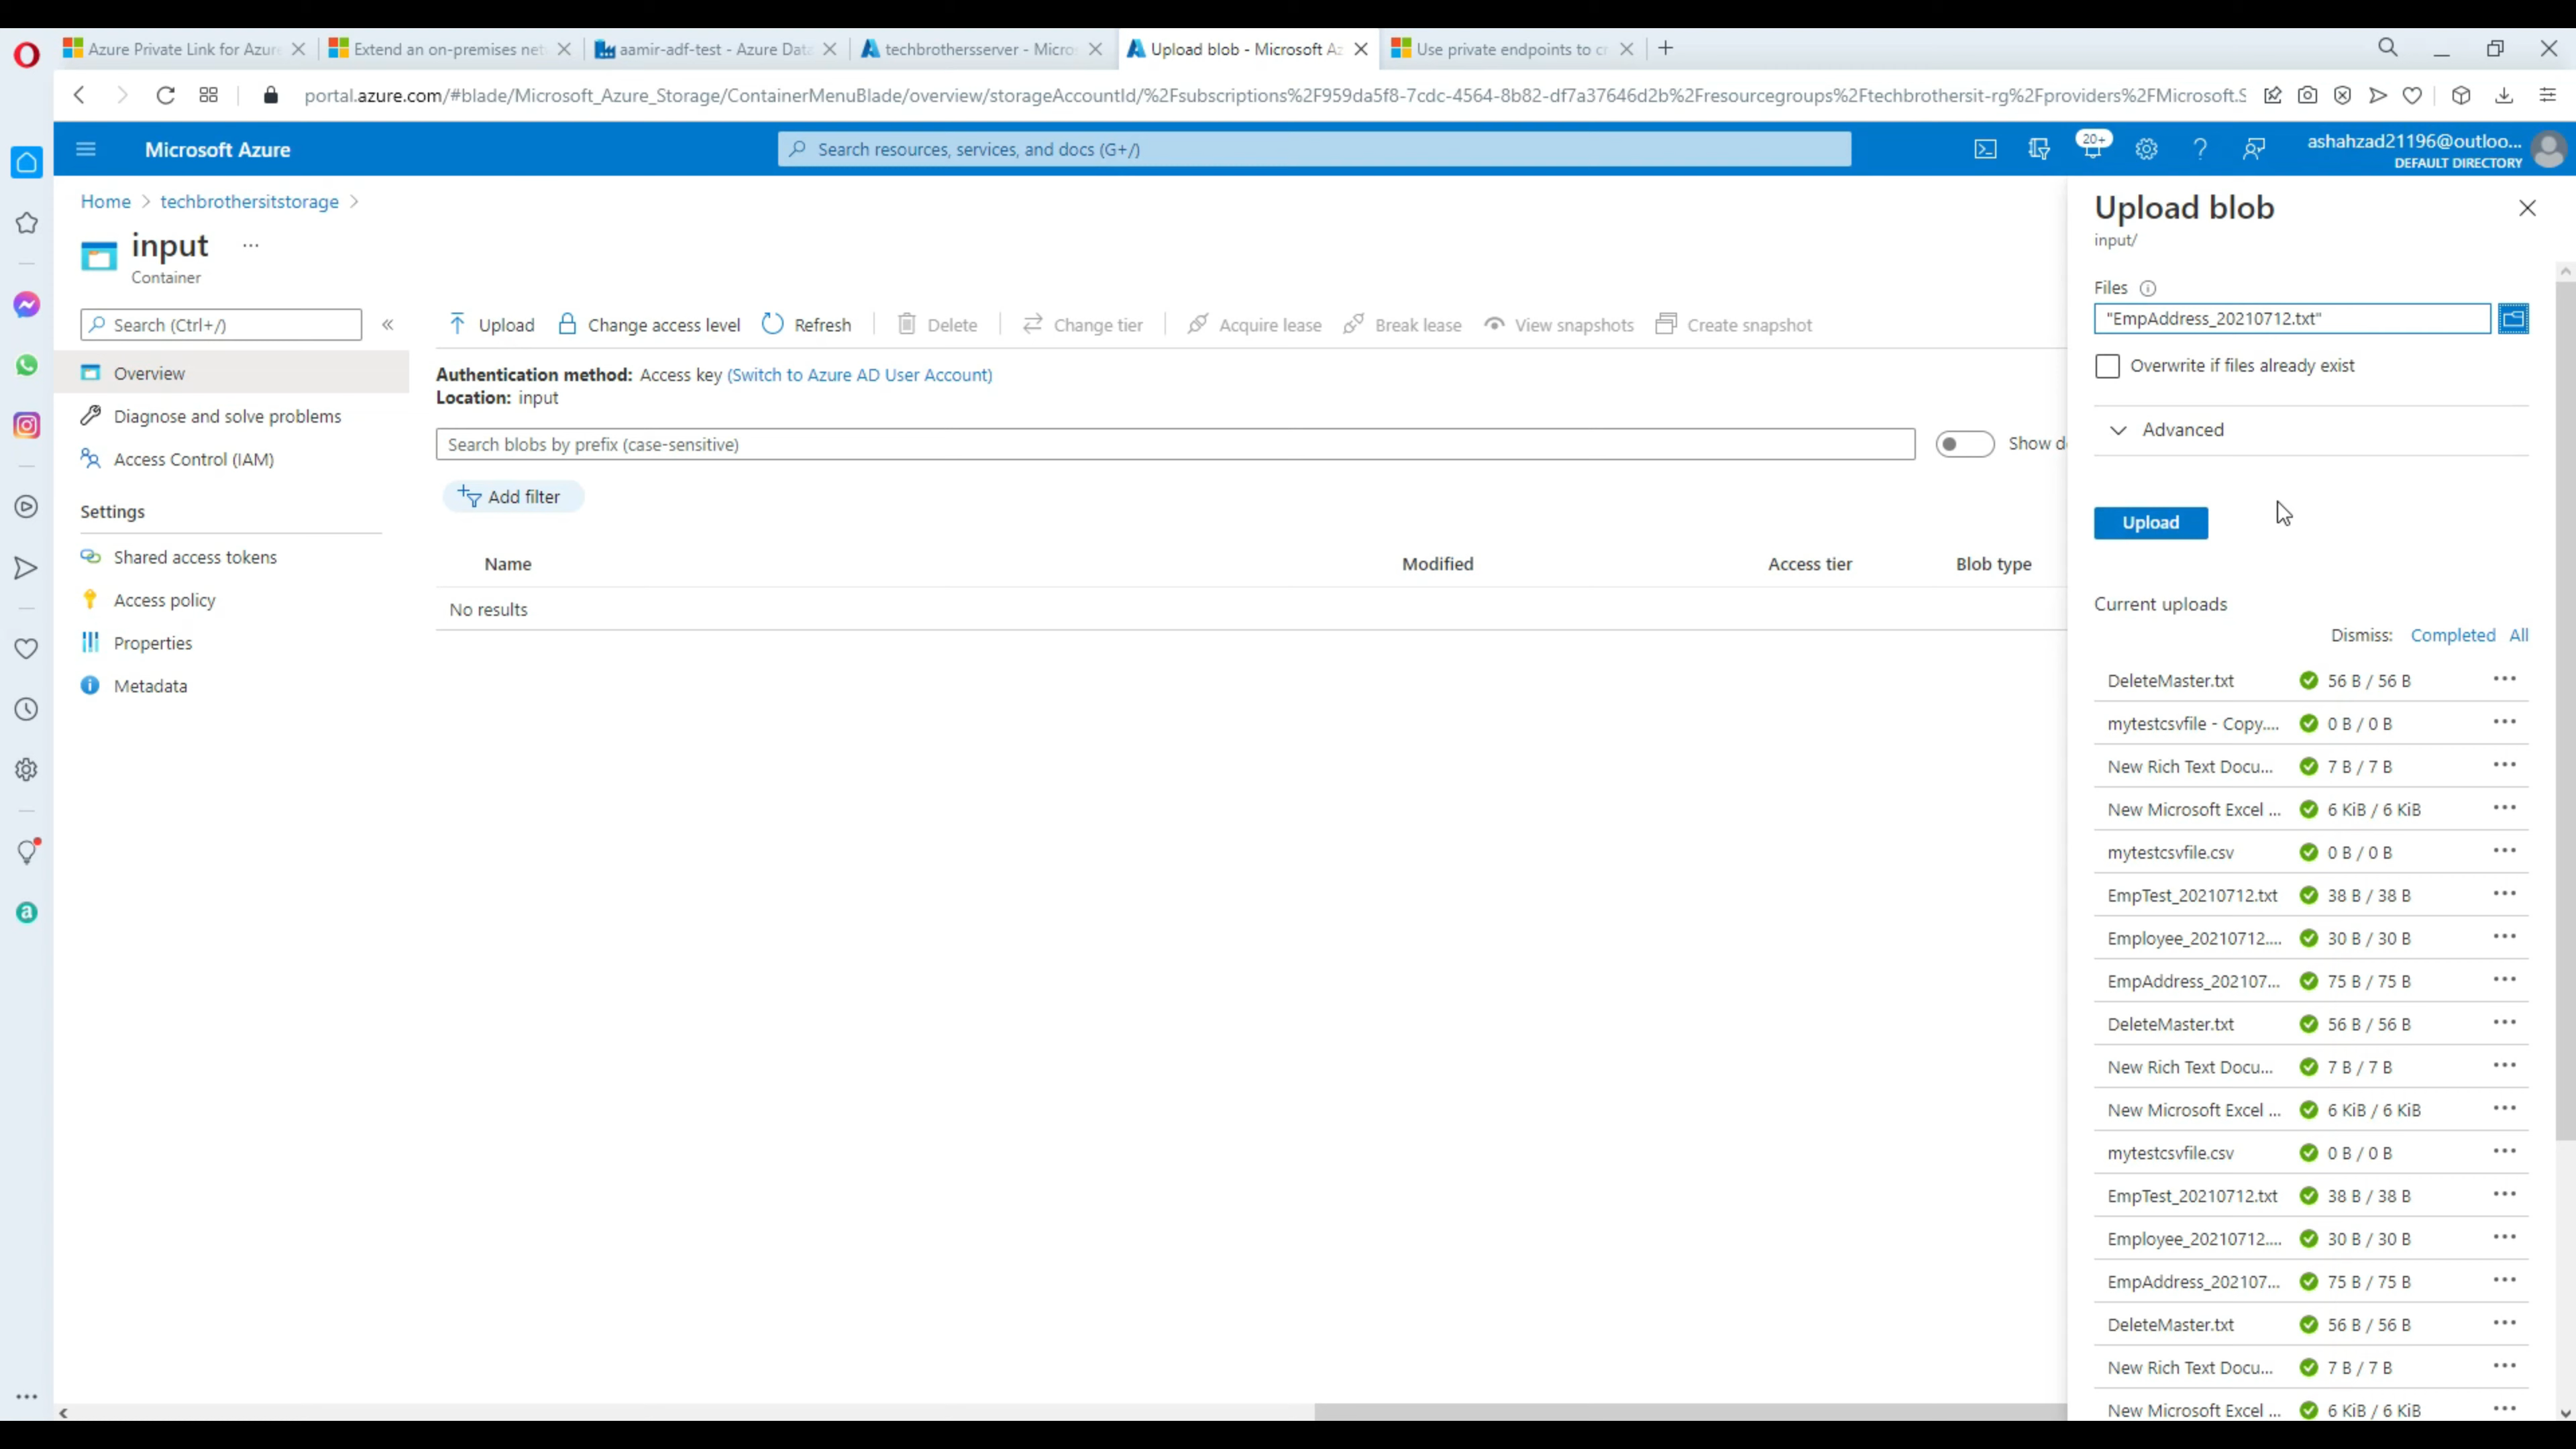 Azure Private Link for Azure
Extend an on-premises net
aamir-adf-test - Azure Data
techbrothersserver - Micro
Upload blob - Microsoft Az
Use private endpoints to cr
portal.azure.com/#blade/Microsoft_Azure_Storage/ContainerMenuBlade/overview/storageAccountId/%2Fsubscriptions%2F959da5f8-7cdc-4564-8b82-df7a37646d2b%2Fresourcegroups%2Ftechbrothersit-rg%2Fproviders%2FMicrosoft.S
Microsoft Azure
Search resources, services, and docs (G+/)
20+
ashahzad21196@outloo...
DEFAULT DIRECTORY
Home > techbrothersitstorage >
input ...
Container
Search (Ctrl+/)
«
Overview
Diagnose and solve problems
Access Control (IAM)
Settings
Shared access tokens
Access policy
Properties
Metadata
Upload
Change access level
Refresh
Delete
Change tier
Acquire lease
Break lease
View snapshots
Create snapshot
Authentication method: Access key (Switch to Azure AD User Account)
Location: input
Search blobs by prefix (case-sensitive)
Show d
Add filter
Name Modified Access tier Blob type
No results
Upload blob
input/
Files
"EmpAddress_20210712.txt"
Overwrite if files already exist
Advanced
Upload
Current uploads
Dismiss: Completed All
DeleteMaster.txt 56 B / 56 B ...
mytestcsvfile - Copy.... 0 B / 0 B ...
New Rich Text Docu... 7 B / 7 B ...
New Microsoft Excel ... 6 KiB / 6 KiB ...
mytestcsvfile.csv 0 B / 0 B ...
EmpTest_20210712.txt 38 B / 38 B ...
Employee_20210712.... 30 B / 30 B ...
EmpAddress_202107... 75 B / 75 B ...
DeleteMaster.txt 56 B / 56 B ...
New Rich Text Docu... 7 B / 7 B ...
New Microsoft Excel ... 6 KiB / 6 KiB ...
mytestcsvfile.csv 0 B / 0 B ...
EmpTest_20210712.txt 38 B / 38 B ...
Employee_20210712.... 30 B / 30 B ...
EmpAddress_202107... 75 B / 75 B ...
DeleteMaster.txt 56 B / 56 B ...
New Rich Text Docu... 7 B / 7 B ...
New Microsoft Excel ... 6 KiB / 6 KiB ...